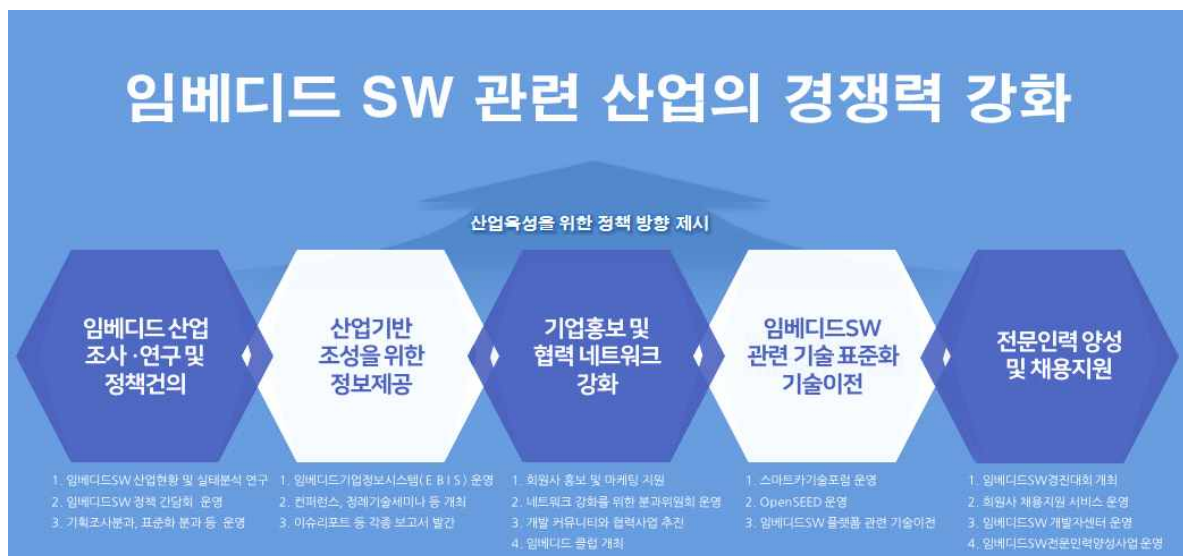 임베디드 SW 관련 산업의 경쟁력 강화
산업육성을 위한 정책 방향 제시
임베디드 산업
조사 ·연구 및
정책건의
산업기반
조성을 위한
정보제공
기업홍보 및
협력 네트워크
강화
임베디드SW
관련 기술 표준화
기술이전
전문인력 양성
및 채용지원
1. 임베디드SW 산업현황 및 실태분석 연구
2. 임베디드SW 정책 간담회 운영
3. 기획조사분과, 표준화 분과 등 운영
1. 임베디드기업정보시스템(E B I S) 운영
2. 컨퍼런스, 정례기술세미나 등 개최
3. 이슈리포트 등 각종 보고서 발간
1. 회원사 홍보 및 마케팅 지원
2. 네트워크 강화를 위한 분과위원회 운영
3. 개발 커뮤니티와 협력사업 추진
4. 임베디드 클럽 개최
1. 스마트카기술포럼 운영
2. OpenSEED 운영
3. 임베디드SW 플랫폼 관련 기술이전
1. 임베디드SW경진대회 개최
2. 회원사 채용지원 서비스 운영
3. 임베디드SW 개발자센터 운영
4. 임베디드SW전문인력양성사업 운영